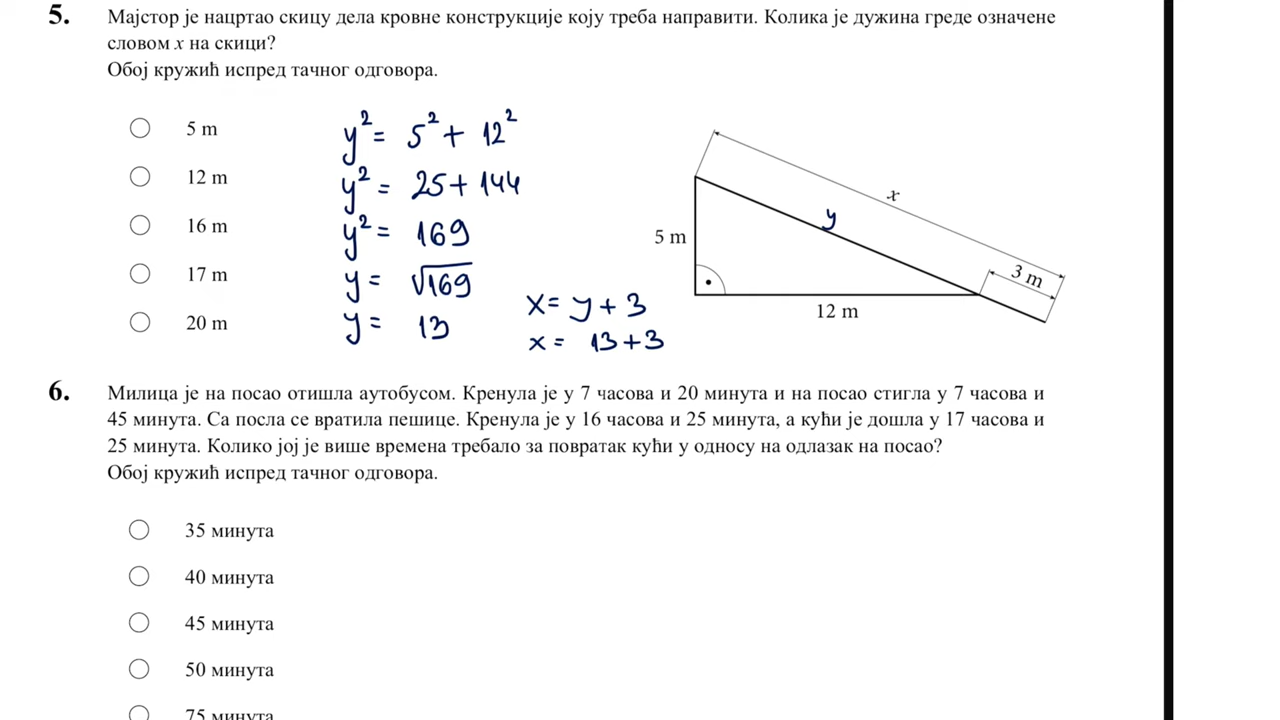 5. Мајстор је нацртао скицу дела кровне конструкције коју треба направити. Колика је дужина греде означене
словом x на скици?
Обој кружић испред тачног одговора.
5 m
12 m
16 m
17 m
20 m
y² = 5² + 12²
y² = 25 + 144
y² = 169
y = √169
y = 13
x = y + 3
x = 13 + 3
x
y
5 m
3 m
12 m
6. Милица је на посао отишла аутобусом. Кренула је у 7 часова и 20 минута и на посао стигла у 7 часова и
45 минута. Са посла се вратила пешице. Кренула је у 16 часова и 25 минута, а кући је дошла у 17 часова и
25 минута. Колико јој је више времена требало за повратак кући у односу на одлазак на посао?
Обој кружић испред тачног одговора.
35 минута
40 минута
45 минута
50 минута
75 минута